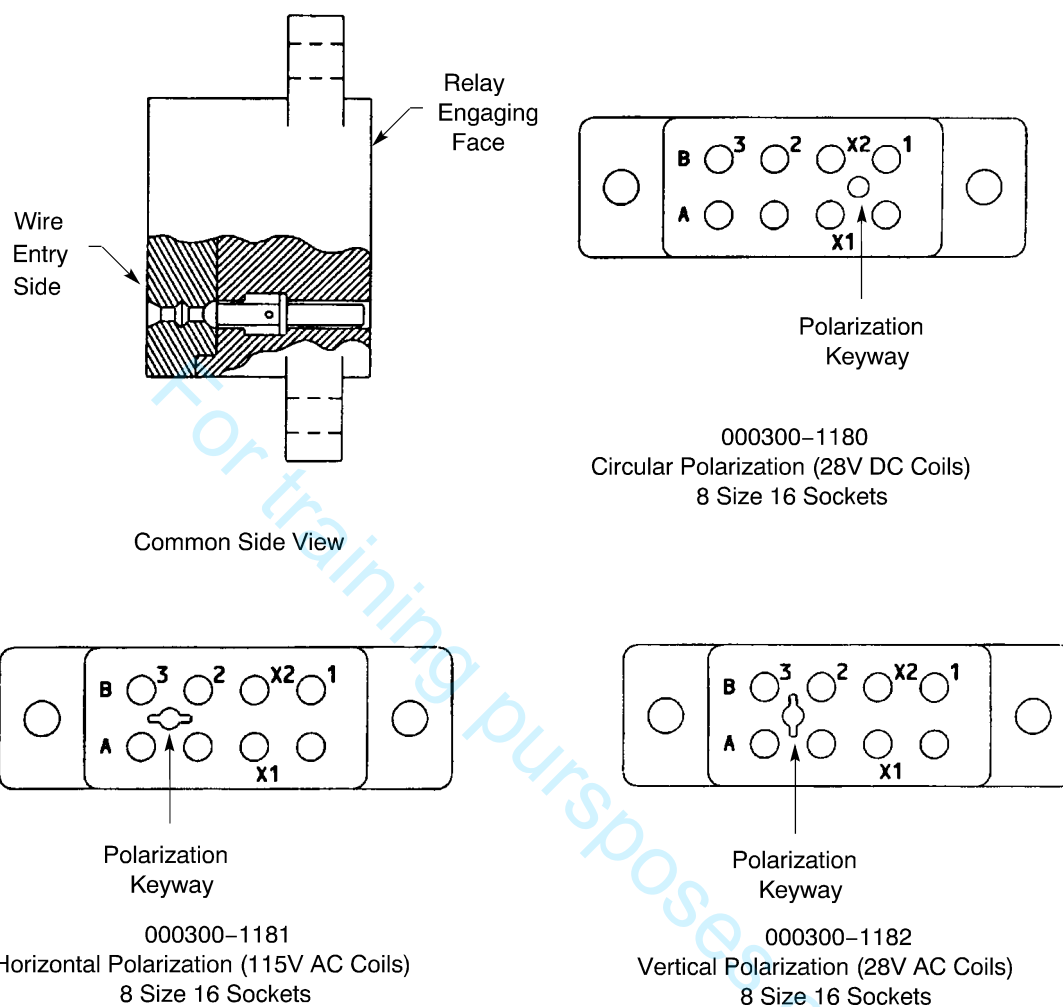 Relay
Engaging
Face
Wire
Entry
Side
Common Side View
B 3 2 X2 1
A
X1
Polarization
Keyway
000300–1180
Circular Polarization (28V DC Coils)
8 Size 16 Sockets
B 3 2 X2 1
A
X1
Polarization
Keyway
000300–1181
Horizontal Polarization (115V AC Coils)
8 Size 16 Sockets
B 3 2 X2 1
A
X1
Polarization
Keyway
000300–1182
Vertical Polarization (28V AC Coils)
8 Size 16 Sockets
For training pursposes